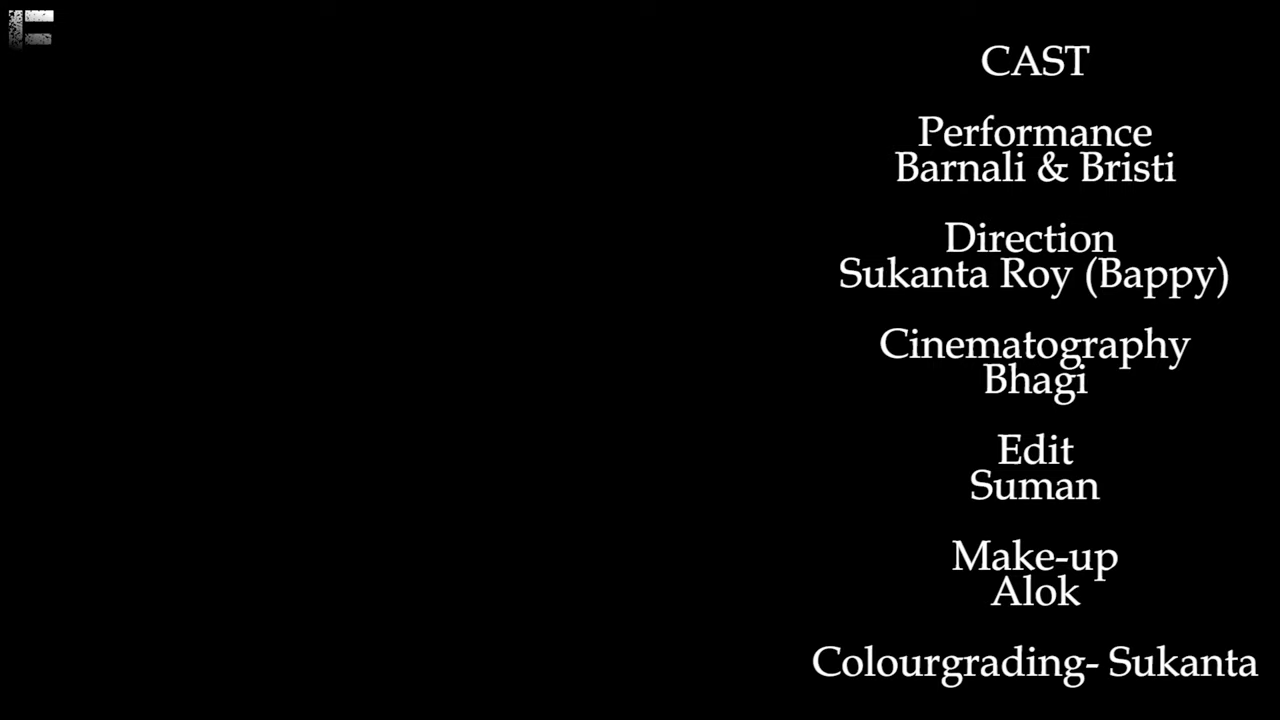 CAST
Performance
Barnali & Bristi
Direction
Sukanta Roy (Bappy)
Cinematography
Bhagi
Edit
Suman
Make-up
Alok
Colourgrading- Sukanta